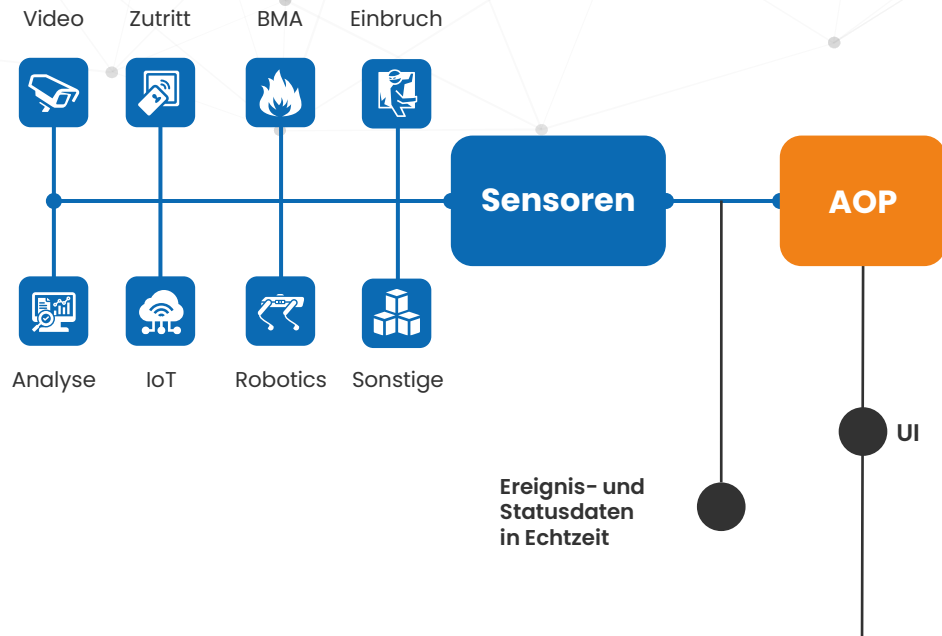 Video
Zutritt
BMA
Einbruch
Sensoren
AOP
Analyse
IoT
Robotics
Sonstige
UI
Ereignis- und
Statusdaten
in Echtzeit